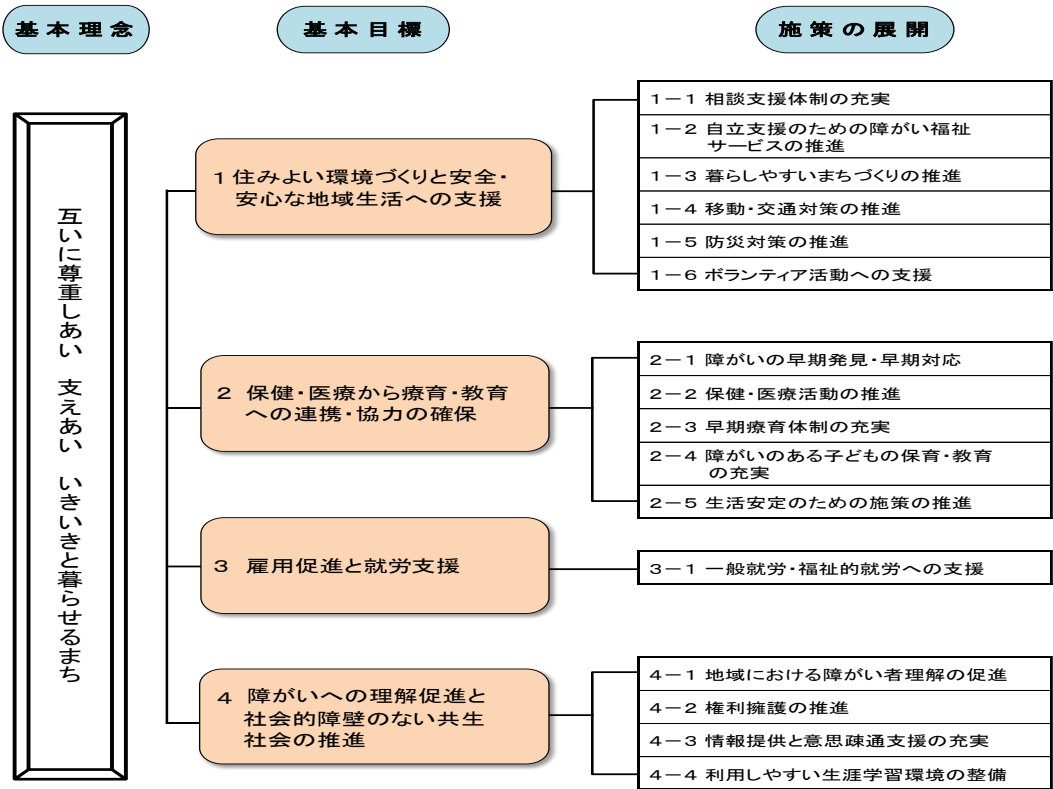 基本理念
基本目標
施策の展開
互いに尊重しあい　支えあい　いきいきと暮らせるまち
1 住みよい環境づくりと安全・
安心な地域生活への支援
1－1 相談支援体制の充実
1－2 自立支援のための障がい福祉
サービスの推進
1－3 暮らしやすいまちづくりの推進
1－4 移動・交通対策の推進
1－5 防災対策の推進
1－6 ボランティア活動への支援
2 保健・医療から療育・教育
への連携・協力の確保
2－1 障がいの早期発見・早期対応
2－2 保健・医療活動の推進
2－3 早期療育体制の充実
2－4 障がいのある子どもの保育・教育
の充実
2－5 生活安定のための施策の推進
3 雇用促進と就労支援
3－1 一般就労・福祉的就労への支援
4 障がいへの理解促進と
社会的障壁のない共生
社会の推進
4－1 地域における障がい者理解の促進
4－2 権利擁護の推進
4－3 情報提供と意思疎通支援の充実
4－4 利用しやすい生涯学習環境の整備